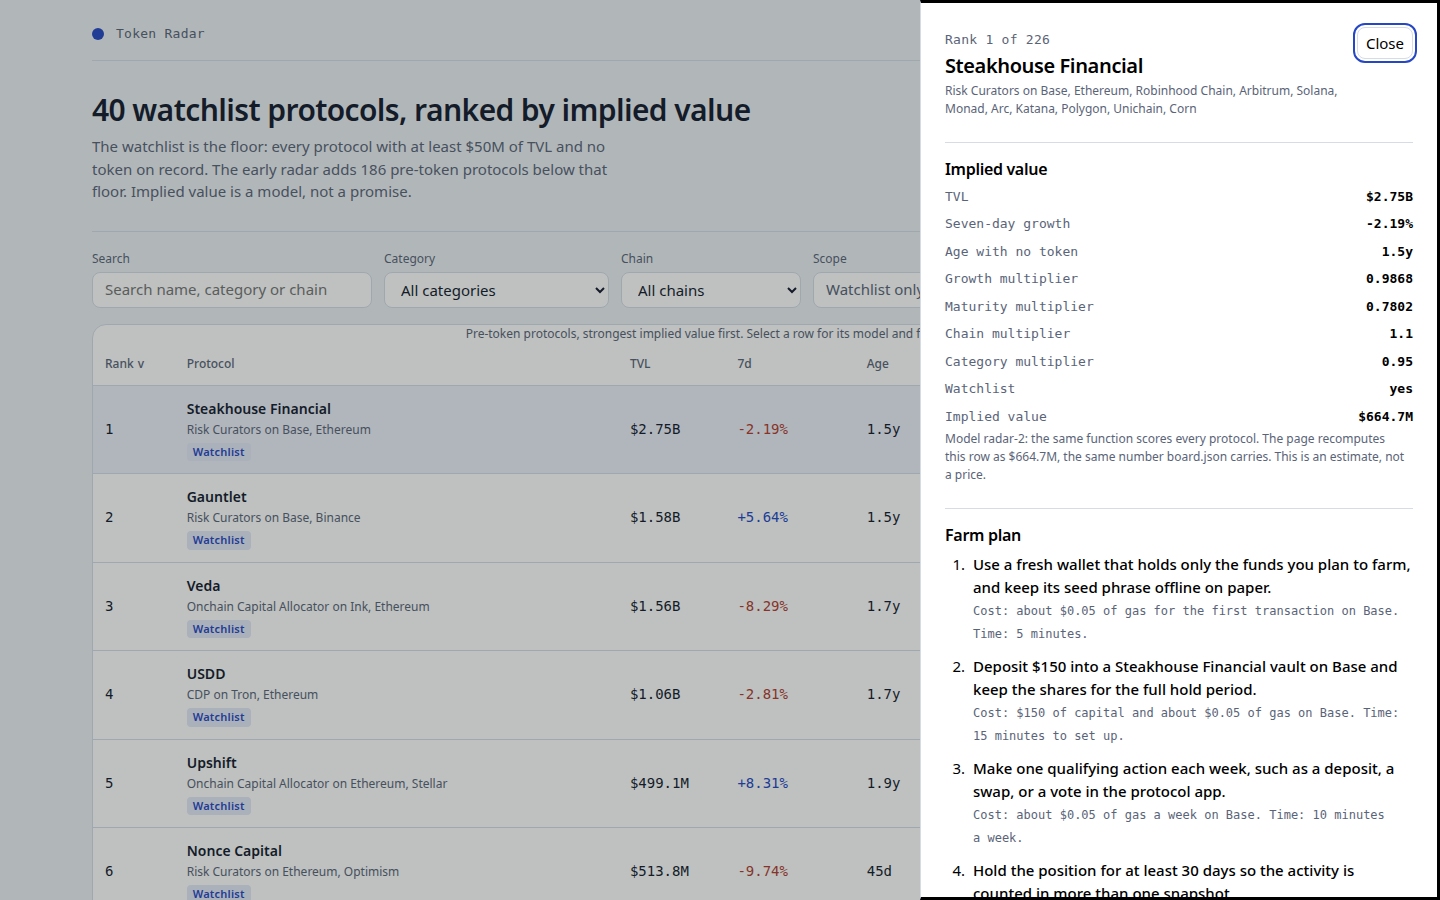 Token Radar
40 watchlist protocols, ranked by implied value
The watchlist is the floor: every protocol with at least $50M of TVL and no
token on record. The early radar adds 186 pre-token protocols below that
floor. Implied value is a model, not a promise.
Search Category Chain Scope
Search name, category or chain All categories All chains Watchlist only
Pre-token protocols, strongest implied value first. Select a row for its model and f
Rank v Protocol TVL 7d Age
Steakhouse Financial
1 Risk Curators on Base, Ethereum $2.75B -2.19% 1.5y
Watchlist
Gauntlet
2 Risk Curators on Base, Binance $1.58B +5.64% 1.5y
Watchlist
Veda
3 Onchain Capital Allocator on Ink, Ethereum $1.56B -8.29% 1.7y
Watchlist
USDD
4 CDP on Tron, Ethereum $1.06B -2.81% 1.7y
Watchlist
Upshift
5 Onchain Capital Allocator on Ethereum, Stellar $499.1M +8.31% 1.9y
Watchlist
Nonce Capital
6 Risk Curators on Ethereum, Optimism $513.8M -9.74% 45d
Watchlist
Rank 1 of 226
Close
Steakhouse Financial
Risk Curators on Base, Ethereum, Robinhood Chain, Arbitrum, Solana,
Monad, Arc, Katana, Polygon, Unichain, Corn
Implied value
TVL $2.75B
Seven-day growth -2.19%
Age with no token 1.5y
Growth multiplier 0.9868
Maturity multiplier 0.7802
Chain multiplier 1.1
Category multiplier 0.95
Watchlist yes
Implied value $664.7M
Model radar-2: the same function scores every protocol. The page recomputes
this row as $664.7M, the same number board.json carries. This is an estimate, not
a price.
Farm plan
1. Use a fresh wallet that holds only the funds you plan to farm,
and keep its seed phrase offline on paper.
Cost: about $0.05 of gas for the first transaction on Base.
Time: 5 minutes.
2. Deposit $150 into a Steakhouse Financial vault on Base and
keep the shares for the full hold period.
Cost: $150 of capital and about $0.05 of gas on Base. Time:
15 minutes to set up.
3. Make one qualifying action each week, such as a deposit, a
swap, or a vote in the protocol app.
Cost: about $0.05 of gas a week on Base. Time: 10 minutes
a week.
4. Hold the position for at least 30 days so the activity is
counted in more than one snapshot.